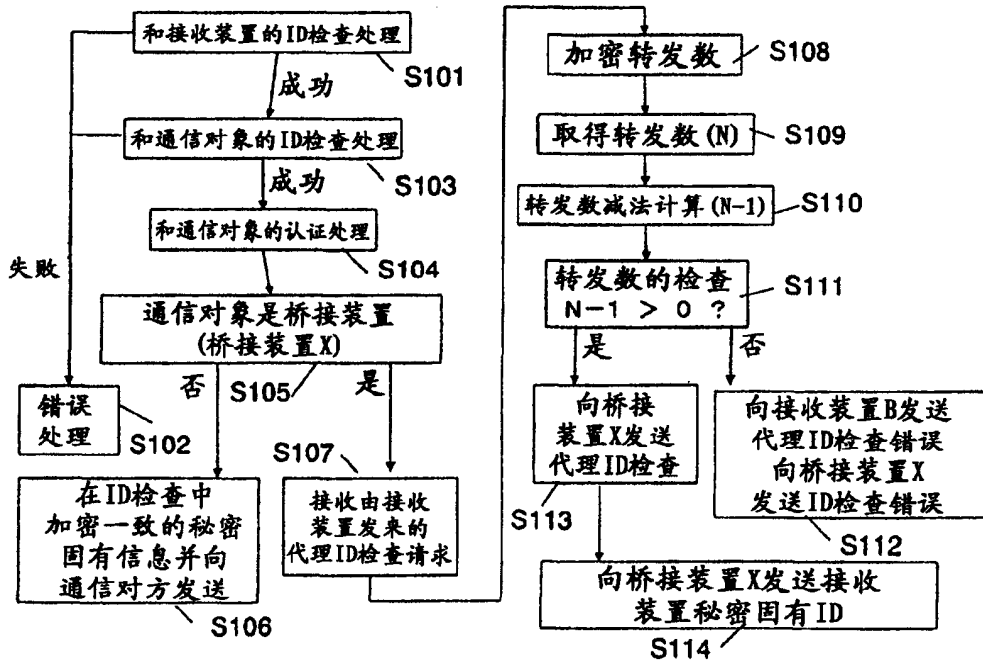 和接收装置的ID检查处理
S101
成功
和通信对象的ID检查处理
S103
成功
和通信对象的认证处理
S104
失败
通信对象是桥接装置
(桥接装置X)
S105
否
是
错误
处理
S102
在ID检查中
加密一致的秘密
固有信息并向
通信对方发送
S106
S107
接收由接收
装置发来的
代理ID检查请求
加密转发数
S108
取得转发数(N)
S109
转发数减法计算(N-1)
S110
转发数的检查
N-1 > 0 ?
S111
是
否
向桥接
装置X发送
代理ID检查
S113
向接收装置B发送
代理ID检查错误
向桥接装置X
发送ID检查错误
S112
向桥接装置X发送接收
装置秘密固有ID
S114